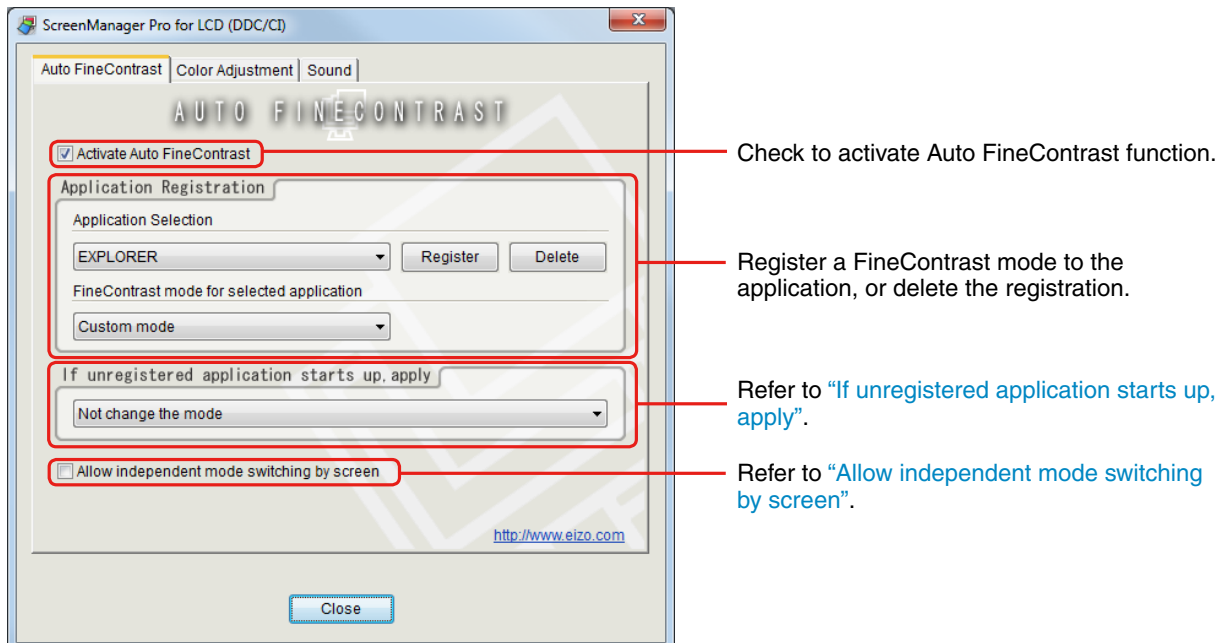 ScreenManager Pro for LCD (DDC/CI)
Auto FineContrast
Color Adjustment
Sound
AUTO FINECONTRAST
Activate Auto FineContrast
Check to activate Auto FineContrast function.
Application Registration
Application Selection
EXPLORER
Register
Delete
FineContrast mode for selected application
Custom mode
Register a FineContrast mode to the
application, or delete the registration.
If unregistered application starts up, apply
Not change the mode
Refer to “If unregistered application starts up,
apply”.
Allow independent mode switching by screen
Refer to “Allow independent mode switching
by screen”.
http://www.eizo.com
Close